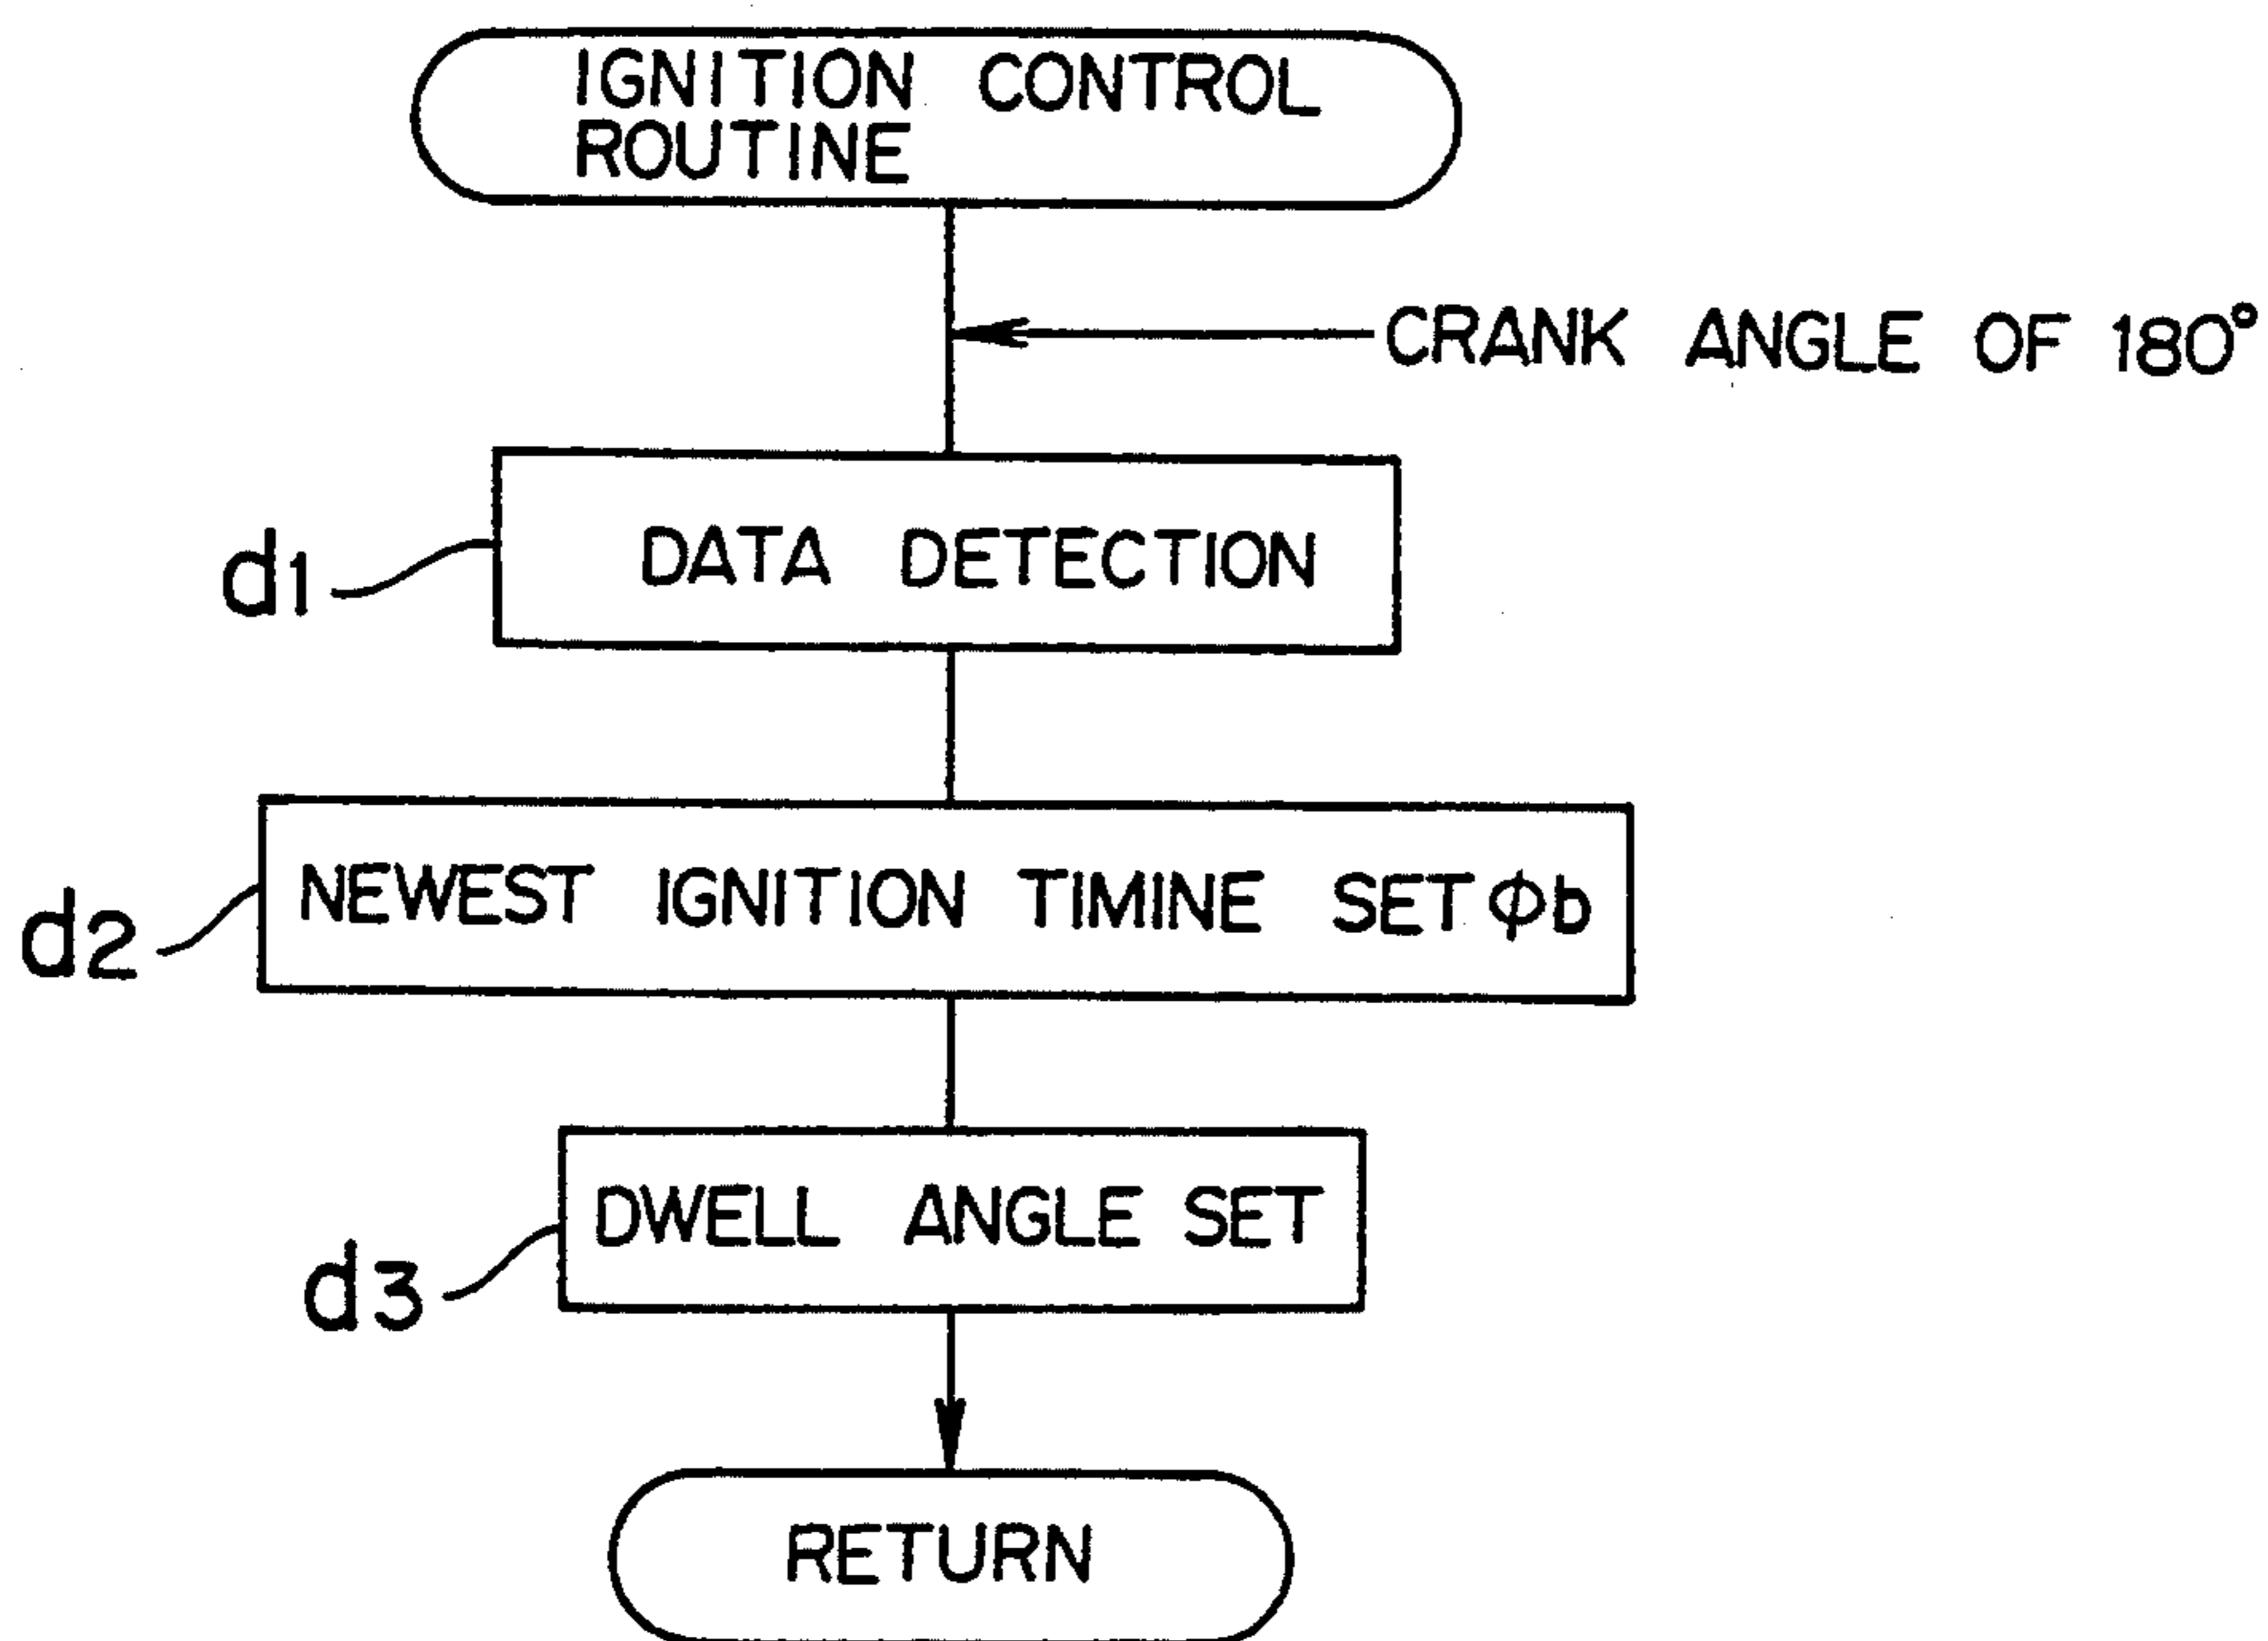 IGNITION CONTROL
ROUTINE
CRANK ANGLE OF 180°
d1
DATA DETECTION
d2
NEWEST IGNITION TIMINE SET φb
d3
DWELL ANGLE SET
RETURN